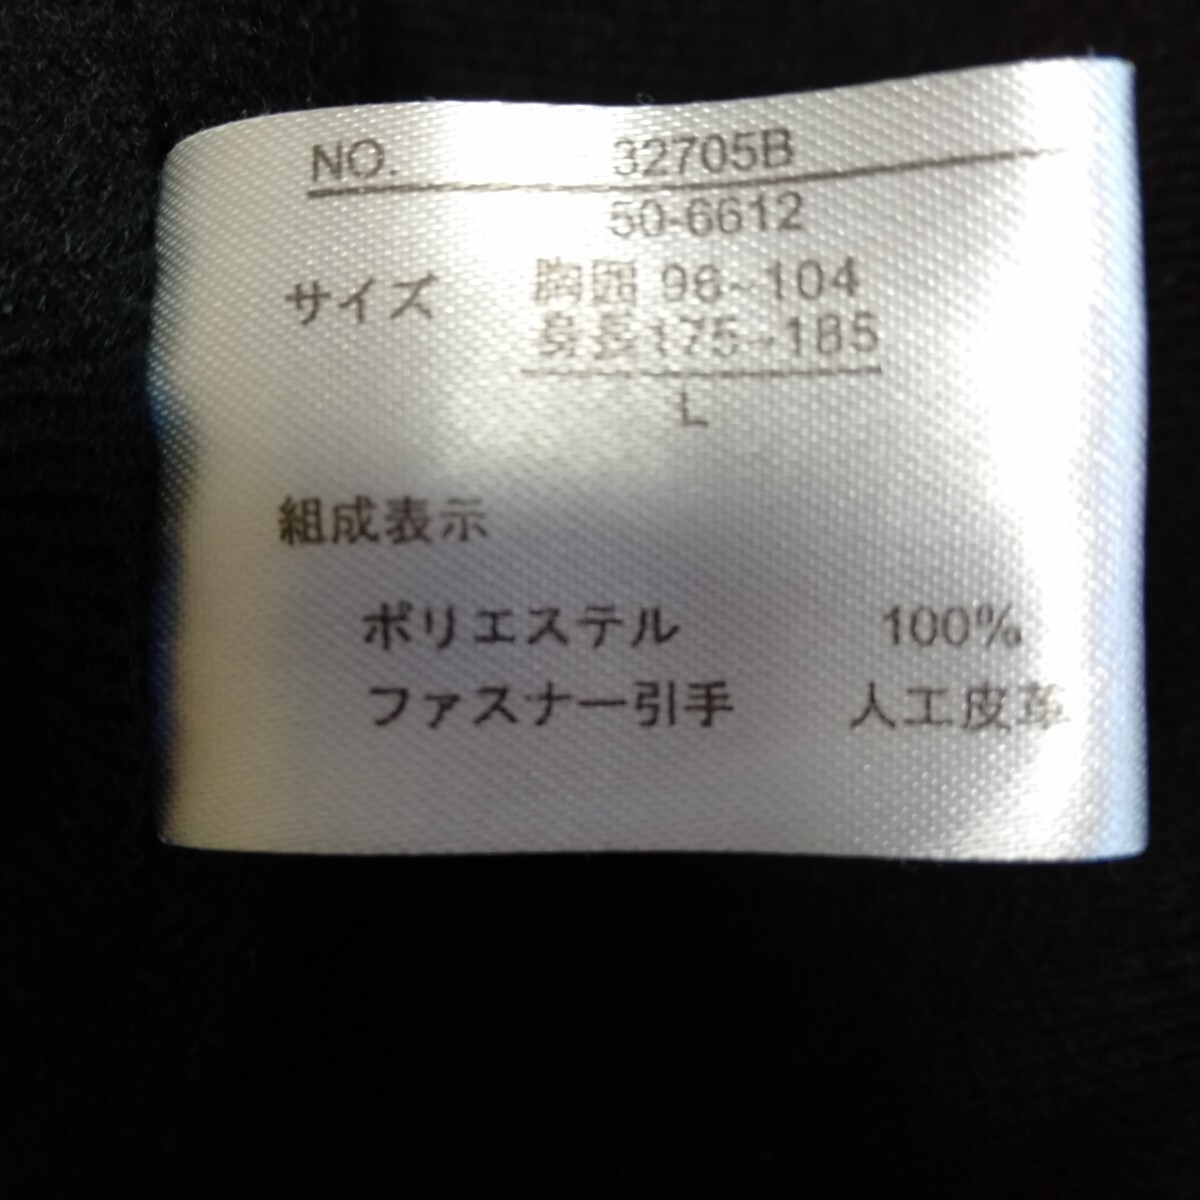 NO. 32705B
50-6612
サイズ 胸囲 96~104
身長 175~185
L
組成表示
ポリエステル 100%
ファスナー引手 人工皮革